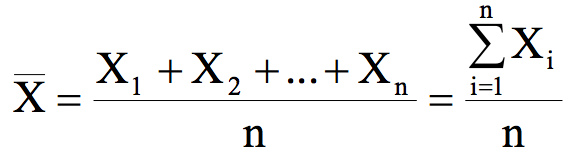 X̅ = (X₁ + X₂ + ... + Xₙ) / n = (∑ᵢ₌₁ⁿ Xᵢ) / n